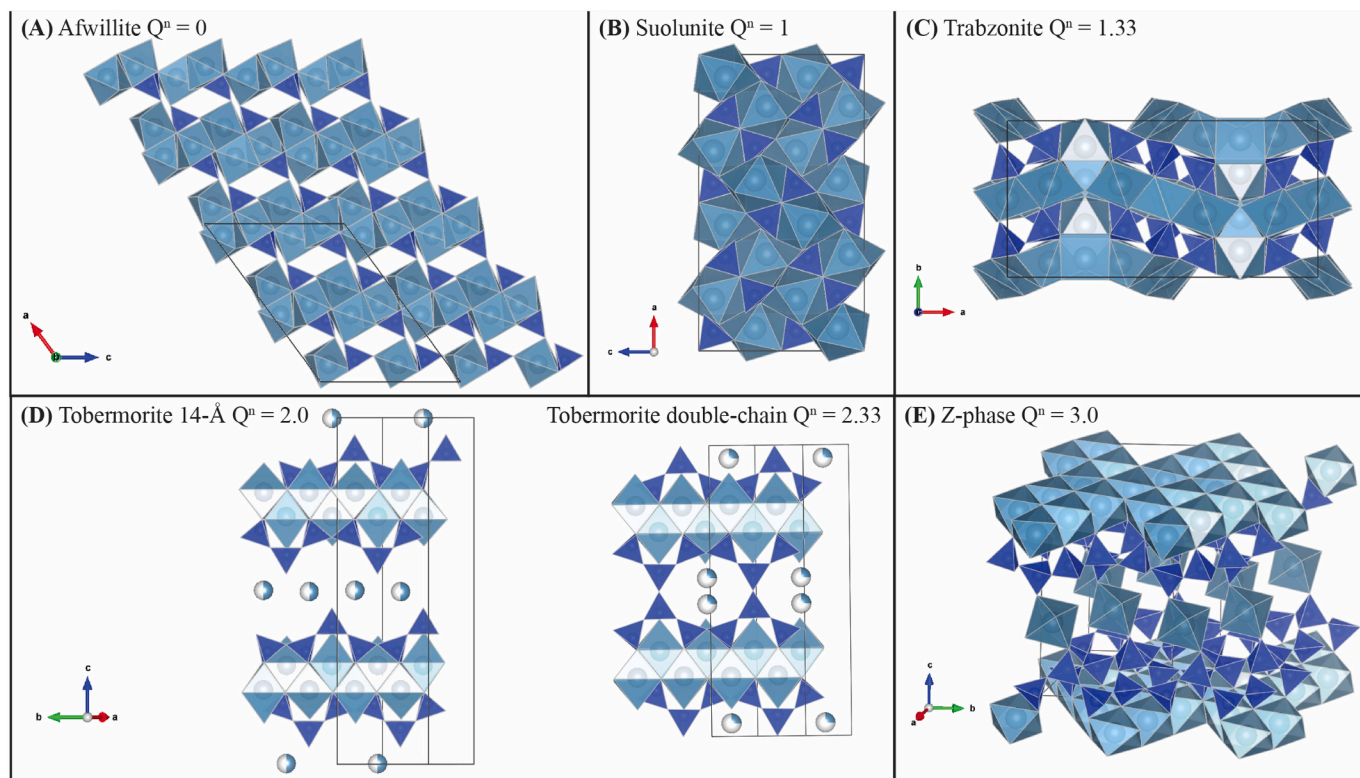 (A) Afwillite Qⁿ = 0
(B) Suolunite Qⁿ = 1
(C) Trabzonite Qⁿ = 1.33
a
b
c
a
c
b
c
a
(D) Tobermorite 14-Å Qⁿ = 2.0
Tobermorite double-chain Qⁿ = 2.33
(E) Z-phase Qⁿ = 3.0
c
b
a
c
a
b